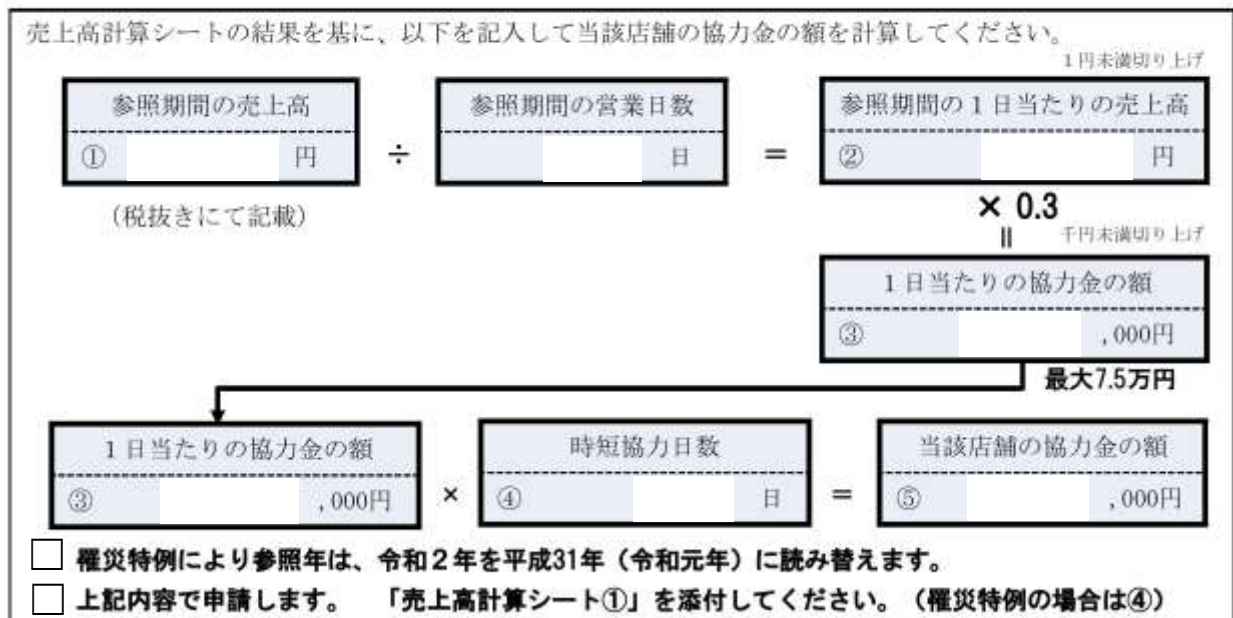 売上高計算シートの結果を基に、以下を記入して当該店舗の協力金の額を計算してください。
1円未満切り上げ
参照期間の売上高
① 円
÷
参照期間の営業日数
日
=
参照期間の1日当たりの売上高
② 円
(税抜きにて記載)
× 0.3
=
千円未満切り上げ
1日当たりの協力金の額
③ ,000円
最大7.5万円
1日当たりの協力金の額
③ ,000円
×
時短協力日数
④ 日
=
当該店舗の協力金の額
⑤ ,000円
罹災特例により参照年は、令和2年を平成31年(令和元年)に読み替えます。
上記内容で申請します。 「売上高計算シート①」を添付してください。(罹災特例の場合は④)